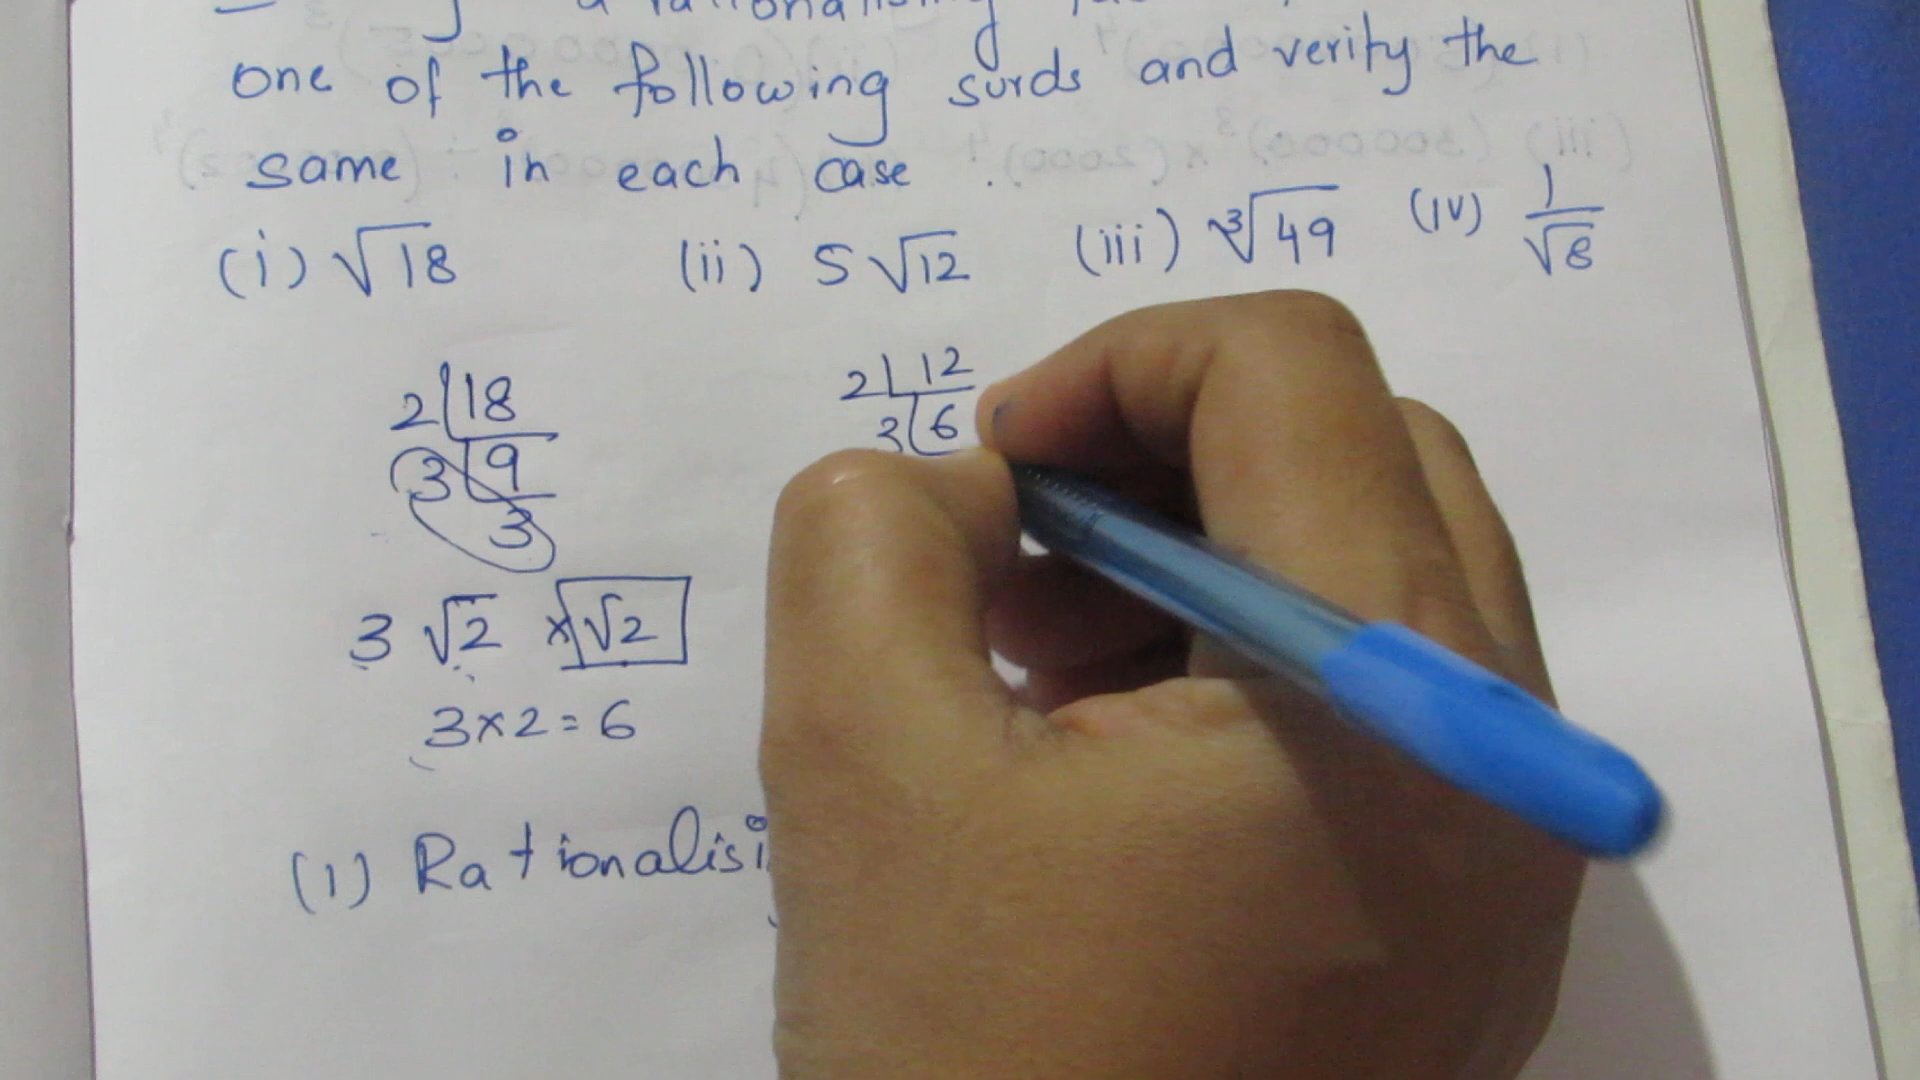 a rationalising
one of the following surds and verify the
same in each case.
(i) √18 (ii) 5√12 (iii) ∛49 (iv) 1/√8
2 | 18
3 | 9
3
2 | 12
3 | 6
3 √2 × √2
3×2=6
(1) Rationalisi